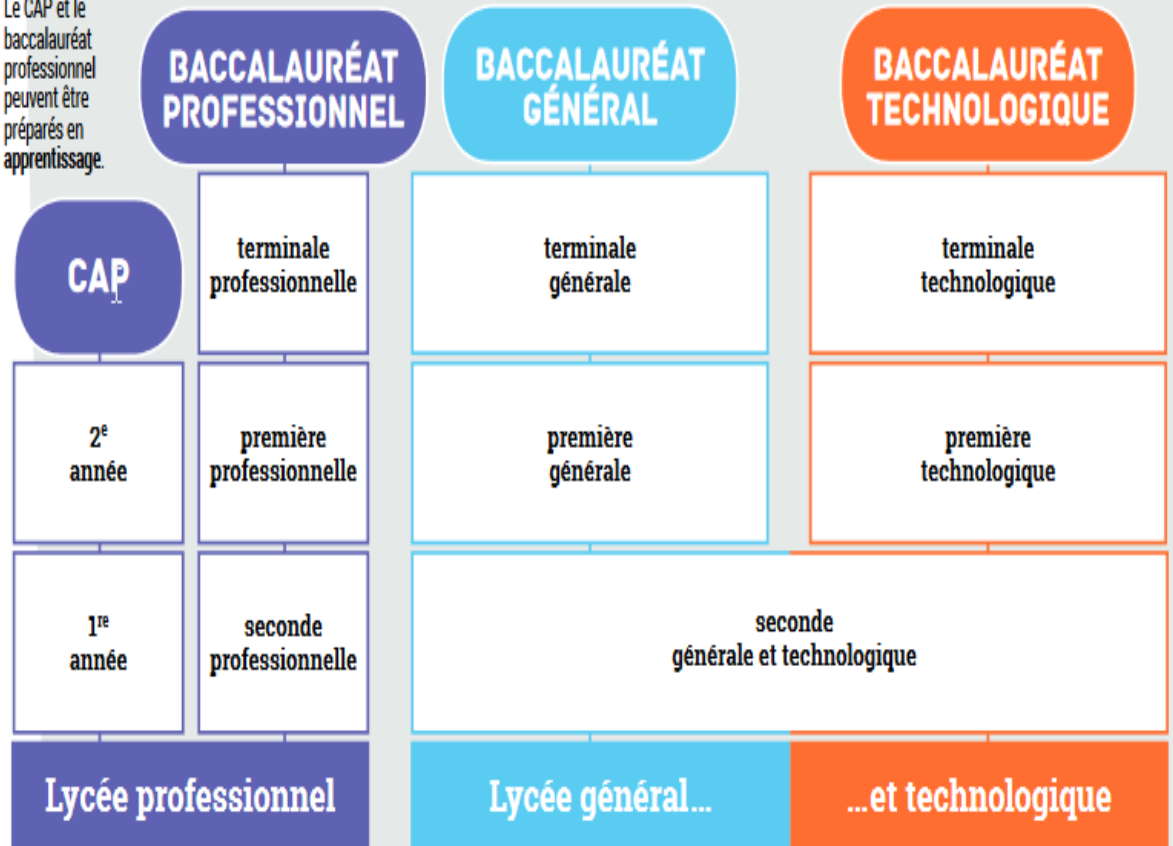 Le CAP et le
baccalauréat
professionnel
peuvent être
préparés en
apprentissage.
BACCALAURÉAT
PROFESSIONNEL
BACCALAURÉAT
GÉNÉRAL
BACCALAURÉAT
TECHNOLOGIQUE
CAP
terminale
professionnelle
terminale
générale
terminale
technologique
2e
année
première
professionnelle
première
générale
première
technologique
1re
année
seconde
professionnelle
seconde
générale et technologique
Lycée professionnel
Lycée général...
...et technologique